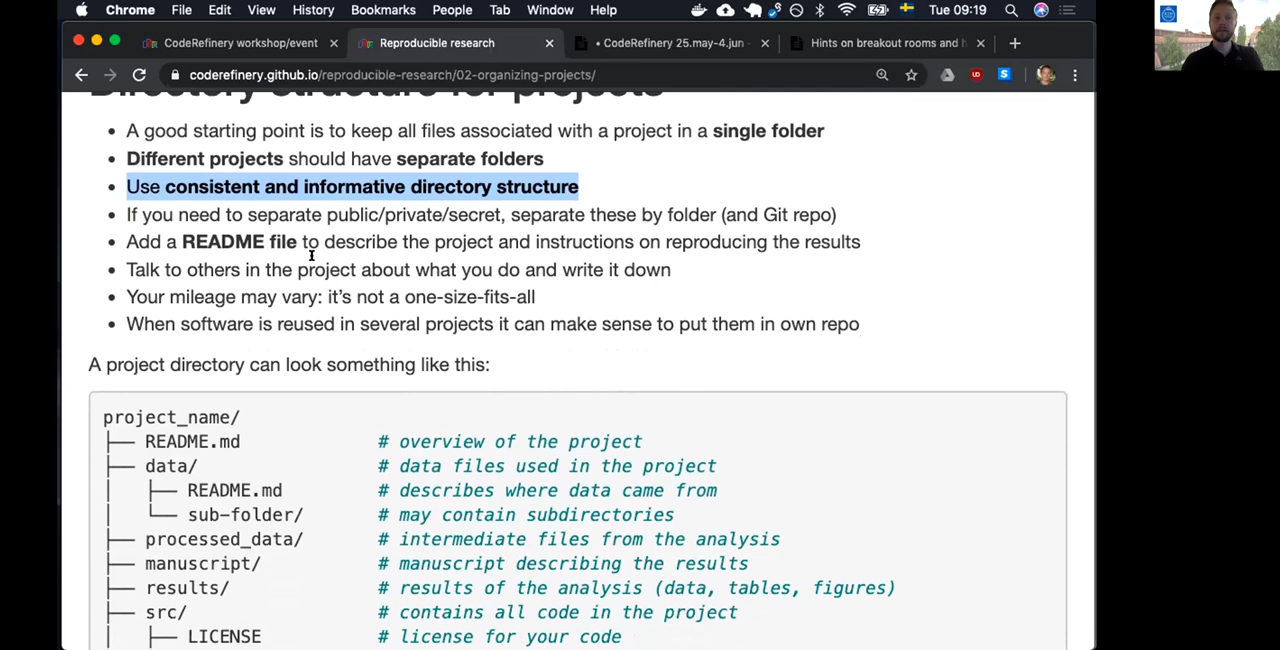 Chrome File Edit View History Bookmarks People Tab Window Help Tue 09:19
CodeRefinery workshop/event Reproducible research • CodeRefinery 25.may-4.jun - Hints on breakout rooms and h
coderefinery.github.io/reproducible-research/02-organizing-projects/
Directory structure for projects
• A good starting point is to keep all files associated with a project in a single folder
• Different projects should have separate folders
• Use consistent and informative directory structure
• If you need to separate public/private/secret, separate these by folder (and Git repo)
• Add a README file to describe the project and instructions on reproducing the results
• Talk to others in the project about what you do and write it down
• Your mileage may vary: it's not a one-size-fits-all
• When software is reused in several projects it can make sense to put them in own repo
A project directory can look something like this:
project_name/
├── README.md # overview of the project
├── data/ # data files used in the project
│   ├── README.md # describes where data came from
│   └── sub-folder/ # may contain subdirectories
├── processed_data/ # intermediate files from the analysis
├── manuscript/ # manuscript describing the results
├── results/ # results of the analysis (data, tables, figures)
├── src/ # contains all code in the project
│   ├── LICENSE # license for your code